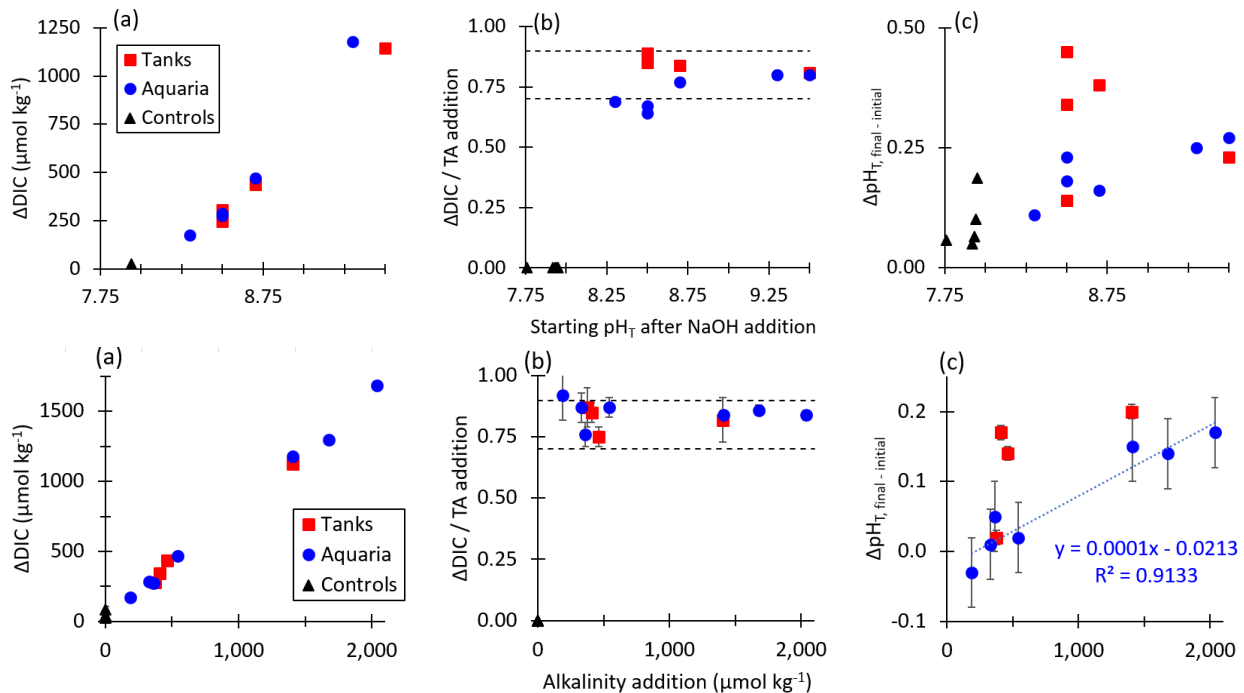 (a)
1250
1000
750
500
250
0
7.75
8.75
ΔDIC (µmol kg⁻¹)
Tanks
Aquaria
Controls
(b)
1.00
0.75
0.50
0.25
0.00
7.75
8.25
8.75
9.25
ΔDIC / TA addition
Starting pH_T after NaOH addition
(c)
0.50
0.25
0.00
7.75
8.75
ΔpH_T, final - initial
(a)
1500
1000
500
0
0
1,000
2,000
ΔDIC (µmol kg⁻¹)
Tanks
Aquaria
Controls
(b)
1.00
0.75
0.50
0.25
0.00
0
1,000
2,000
ΔDIC / TA addition
Alkalinity addition (µmol kg⁻¹)
(c)
0.2
0.1
0.0
-0.1
0
1,000
2,000
ΔpH_T, final - initial
y = 0.0001x - 0.0213
R² = 0.9133